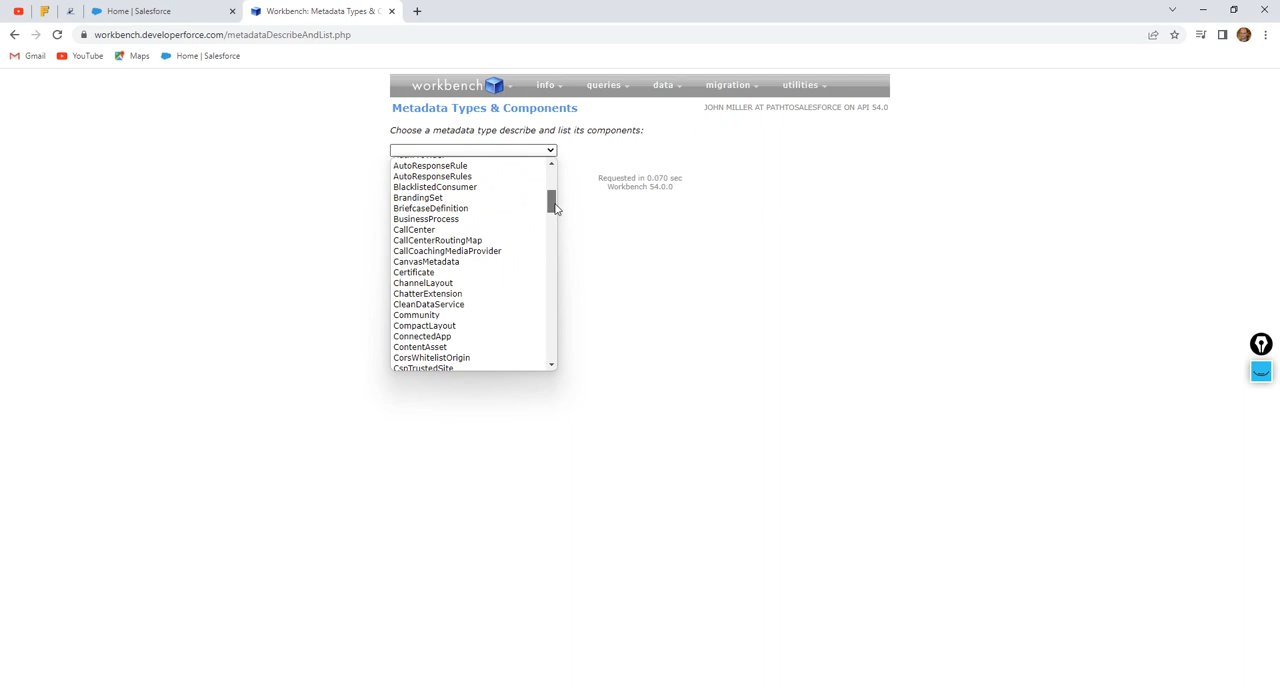 Home | Salesforce
Workbench: Metadata Types & C
workbench.developerforce.com/metadataDescribeAndList.php
Gmail YouTube Maps Home | Salesforce
workbench info queries data migration utilities
Metadata Types & Components
JOHN MILLER AT PATHTOSALESFORCE ON API 54.0
Choose a metadata type describe and list its components:
Requested in 0.070 sec
Workbench 54.0.0
AutoResponseRule
AutoResponseRules
BlacklistedConsumer
BrandingSet
BriefcaseDefinition
BusinessProcess
CallCenter
CallCenterRoutingMap
CallCoachingMediaProvider
CanvasMetadata
Certificate
ChannelLayout
ChatterExtension
CleanDataService
Community
CompactLayout
ConnectedApp
ContentAsset
CorsWhitelistOrigin
CspTrustedSite